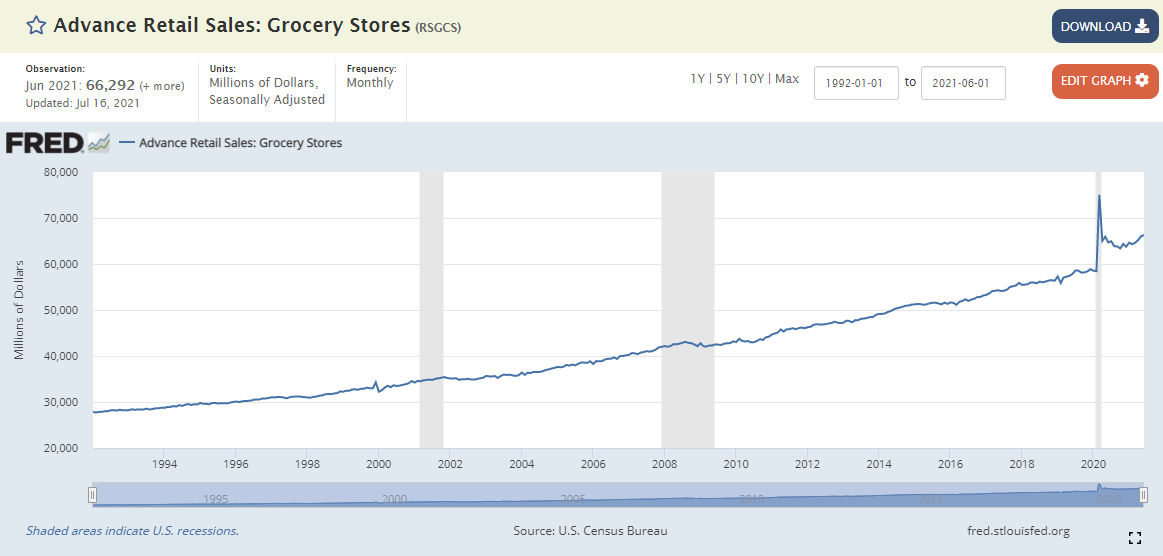 Advance Retail Sales: Grocery Stores (RSGCS)
DOWNLOAD
Observation:
Jun 2021: 66,292 (+ more)
Updated: Jul 16, 2021
Units:
Millions of Dollars,
Seasonally Adjusted
Frequency:
Monthly
1Y | 5Y | 10Y | Max
1992-01-01 to 2021-06-01
EDIT GRAPH
FRED
Advance Retail Sales: Grocery Stores
80,000
70,000
60,000
50,000
40,000
30,000
20,000
Millions of Dollars
1994 1996 1998 2000 2002 2004 2006 2008 2010 2012 2014 2016 2018 2020
1995 2000 2005 2010 2015 2020
Shaded areas indicate U.S. recessions. Source: U.S. Census Bureau fred.stlouisfed.org